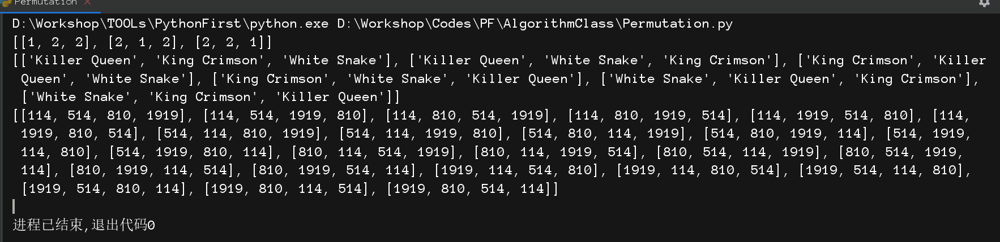 Permutation
D:\Workshop\TOOLs\PythonFirst\python.exe D:\Workshop\Codes\PF\AlgorithmClass\Permutation.py
[[1, 2, 2], [2, 1, 2], [2, 2, 1]]
[['Killer Queen', 'King Crimson', 'White Snake'], ['Killer Queen', 'White Snake', 'King Crimson'], ['King Crimson', 'Killer
Queen', 'White Snake'], ['King Crimson', 'White Snake', 'Killer Queen'], ['White Snake', 'Killer Queen', 'King Crimson'],
['White Snake', 'King Crimson', 'Killer Queen']]
[[114, 514, 810, 1919], [114, 514, 1919, 810], [114, 810, 514, 1919], [114, 810, 1919, 514], [114, 1919, 514, 810], [114,
1919, 810, 514], [514, 114, 810, 1919], [514, 114, 1919, 810], [514, 810, 114, 1919], [514, 810, 1919, 114], [514, 1919,
114, 810], [514, 1919, 810, 114], [810, 114, 514, 1919], [810, 114, 1919, 514], [810, 514, 114, 1919], [810, 514, 1919,
114], [810, 1919, 114, 514], [810, 1919, 514, 114], [1919, 114, 514, 810], [1919, 114, 810, 514], [1919, 514, 114, 810],
[1919, 514, 810, 114], [1919, 810, 114, 514], [1919, 810, 514, 114]]
进程已结束,退出代码0